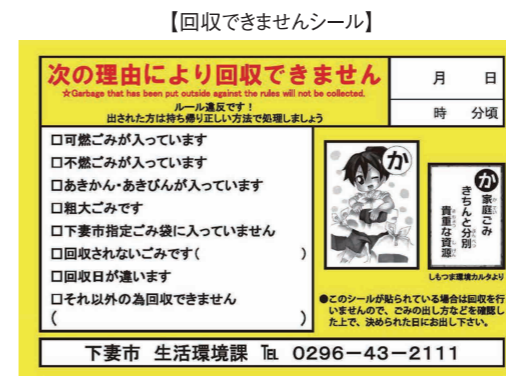 【回収できませんシール】
次の理由により回収できません
☆Garbage that has been put outside against the rules will not be collected.
ルール違反です！
出された方は持ち帰り正しい方法で処理しましょう
月　日
時　分頃
□可燃ごみが入っています
□不燃ごみが入っています
□あきかん・あきびんが入っています
□粗大ごみです
□下妻市指定ごみ袋に入っていません
□回収されないごみです(　　　　)
□回収日が違います
□それ以外の為回収できません
(　　　　)
か
か
家庭ごみ
きちんと分別
貴重な資源
しもつま環境カルタより
●このシールが貼られている場合は回収を行
いませんので、ごみの出し方などを確認し
た上で、決められた日にお出し下さい。
下妻市 生活環境課 ℡ 0296－43－2111